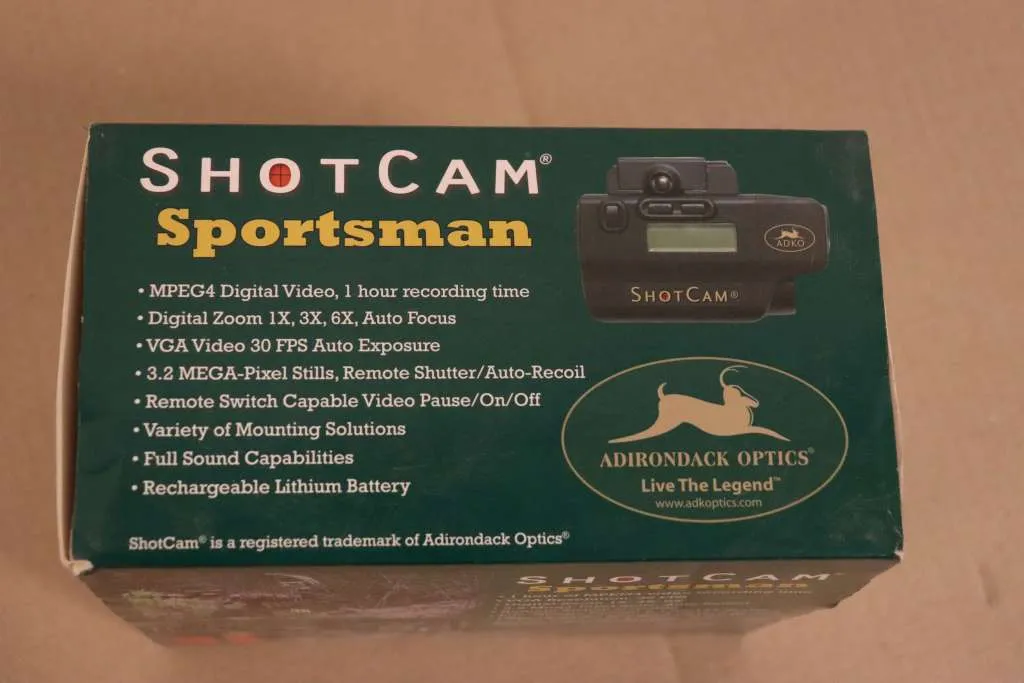 SHOTCAM®
Sportsman
• MPEG4 Digital Video, 1 hour recording time
• Digital Zoom 1X, 3X, 6X, Auto Focus
• VGA Video 30 FPS Auto Exposure
• 3.2 MEGA-Pixel Stills, Remote Shutter/Auto-Recoil
• Remote Switch Capable Video Pause/On/Off
• Variety of Mounting Solutions
• Full Sound Capabilities
• Rechargeable Lithium Battery
ShotCam® is a registered trademark of Adirondack Optics®
ADKO
SHOTCAM®
ADIRONDACK OPTICS®
Live The Legend™
www.adkoptics.com
SHOTCAM
Sportsman